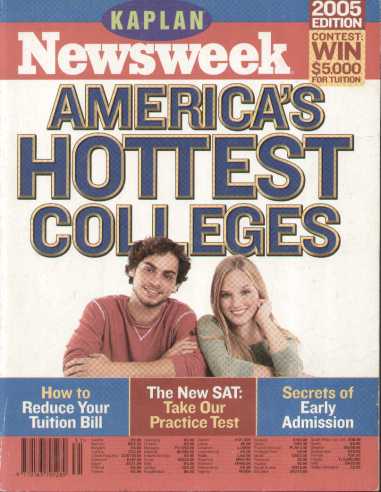 KAPLAN
2005
EDITION
Newsweek
CONTEST:
WIN
$5,000
FOR TUITION
AMERICA'S
HOTTEST
COLLEGES
How to
Reduce Your
Tuition Bill
The New SAT:
Take Our
Practice Test
Secrets of
Early
Admission